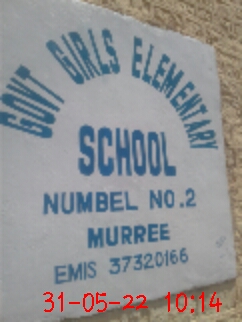 GOVT GIRLS ELEMENTARY
SCHOOL
NUMBEL NO.2
MURREE
EMIS 37320166
31-05-22 10:14